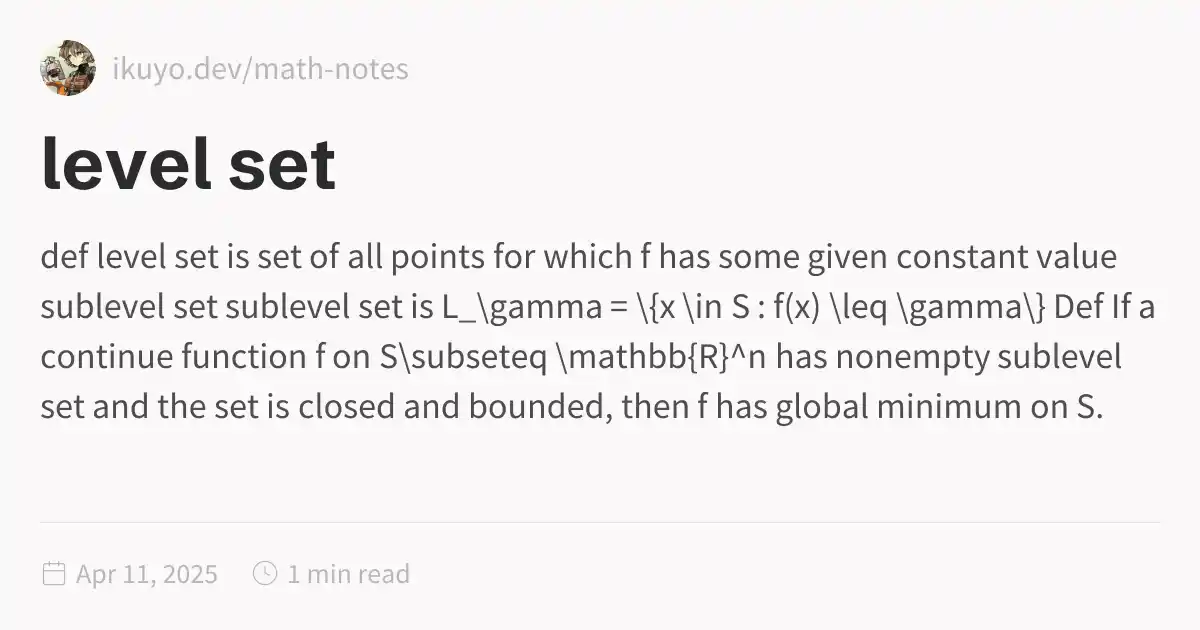 ikuyo.dev/math-notes
level set
def level set is set of all points for which f has some given constant value
sublevel set sublevel set is L_\gamma = \{x \in S : f(x) \leq \gamma\} Def If a
continue function f on S\subseteq \mathbb{R}^n has nonempty sublevel
set and the set is closed and bounded, then f has global minimum on S.
Apr 11, 2025 1 min read